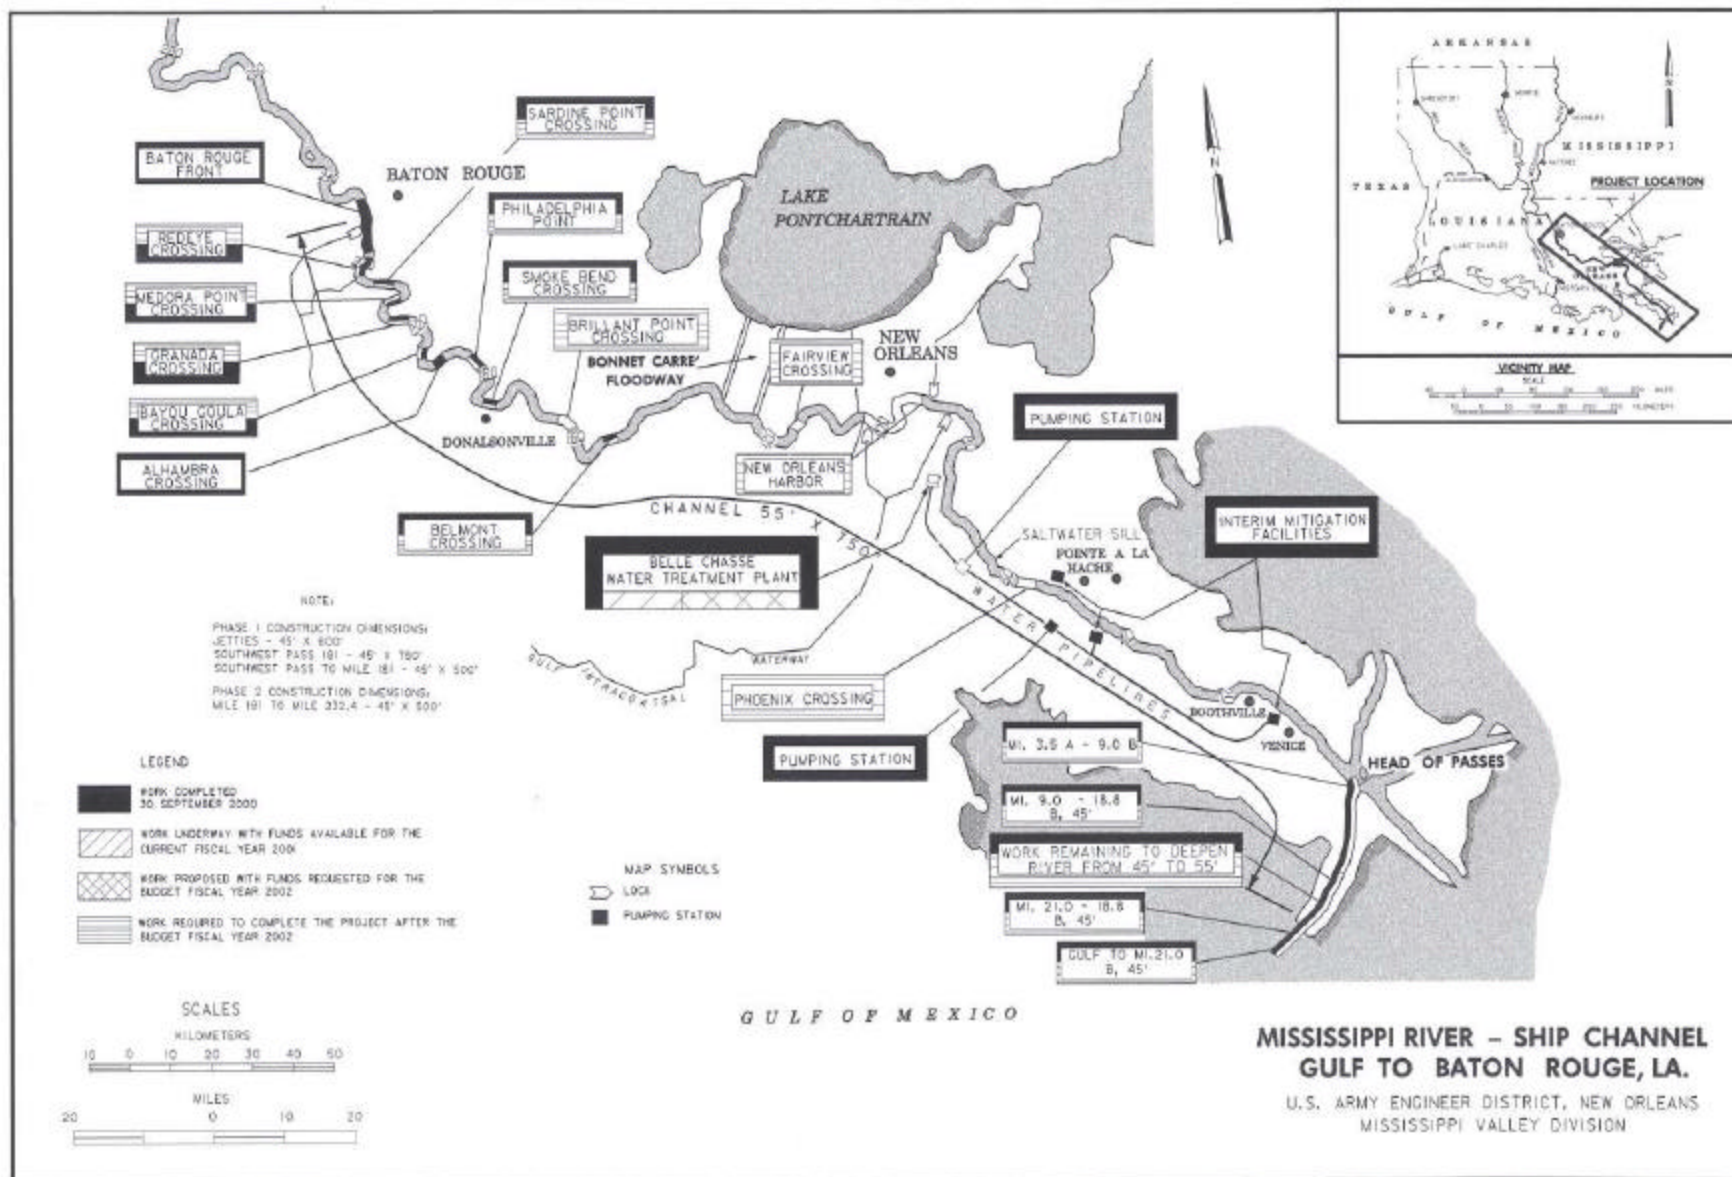 SARDINE POINT
CROSSING
BATON ROUGE
FRONT
BATON ROUGE
PHILADELPHIA
POINT
REDEYE
CROSSING
SMOKE BEND
CROSSING
MEDORA POINT
CROSSING
BRILLANT POINT
CROSSING
GRANADA
CROSSING
BONNET CARRE'
FLOODWAY
FAIRVIEW
CROSSING
NEW
ORLEANS
LAKE
PONTCHARTRAIN
N
BAYOU GOULA
CROSSING
DONALSONVILLE
ALHAMBRA
CROSSING
NEW ORLEANS
HARBOR
PUMPING STATION
BELMONT
CROSSING
CHANNEL 55' X 750'
INTERIM MITIGATION
FACILITIES
SALTWATER SILL
POINTE A LA
HACHE
BELLE CHASSE
WATER TREATMENT PLANT
WATER PIPELINES
GULF INTRACOASTAL
WATERWAY
PHOENIX CROSSING
PUMPING STATION
BOOTHVILLE
VENICE
HEAD OF PASSES
MI. 3.5 A - 9.0 B
MI. 9.0 - 18.8
B, 45'
WORK REMAINING TO DEEPEN
RIVER FROM 45' TO 55'
MI. 21.0 - 18.8
B, 45'
GULF TO MI.21.0
B, 45'
GULF OF MEXICO
ARKANSAS
MISSISSIPPI
TEXAS
LOUISIANA
PROJECT LOCATION
LAKE CHARLES
NEW
ORLEANS
GULF OF MEXICO
VICINITY MAP
SCALE
NOTE:
PHASE 1 CONSTRUCTION DIMENSIONS:
JETTIES - 45' X 600'
SOUTHWEST PASS 181 - 45' X 750'
SOUTHWEST PASS TO MILE 181 - 45' X 500'
PHASE 2 CONSTRUCTION DIMENSIONS:
MILE 181 TO MILE 232.4 - 45' X 500'
LEGEND
WORK COMPLETED
30 SEPTEMBER 2000
WORK UNDERWAY WITH FUNDS AVAILABLE FOR THE
CURRENT FISCAL YEAR 2001
WORK PROPOSED WITH FUNDS REQUESTED FOR THE
BUDGET FISCAL YEAR 2002
WORK REQUIRED TO COMPLETE THE PROJECT AFTER THE
BUDGET FISCAL YEAR 2002
MAP SYMBOLS
LOCK
PUMPING STATION
SCALES
KILOMETERS
10 0 10 20 30 40 50
MILES
20 0 10 20
MISSISSIPPI RIVER - SHIP CHANNEL
GULF TO BATON ROUGE, LA.
U.S. ARMY ENGINEER DISTRICT, NEW ORLEANS
MISSISSIPPI VALLEY DIVISION